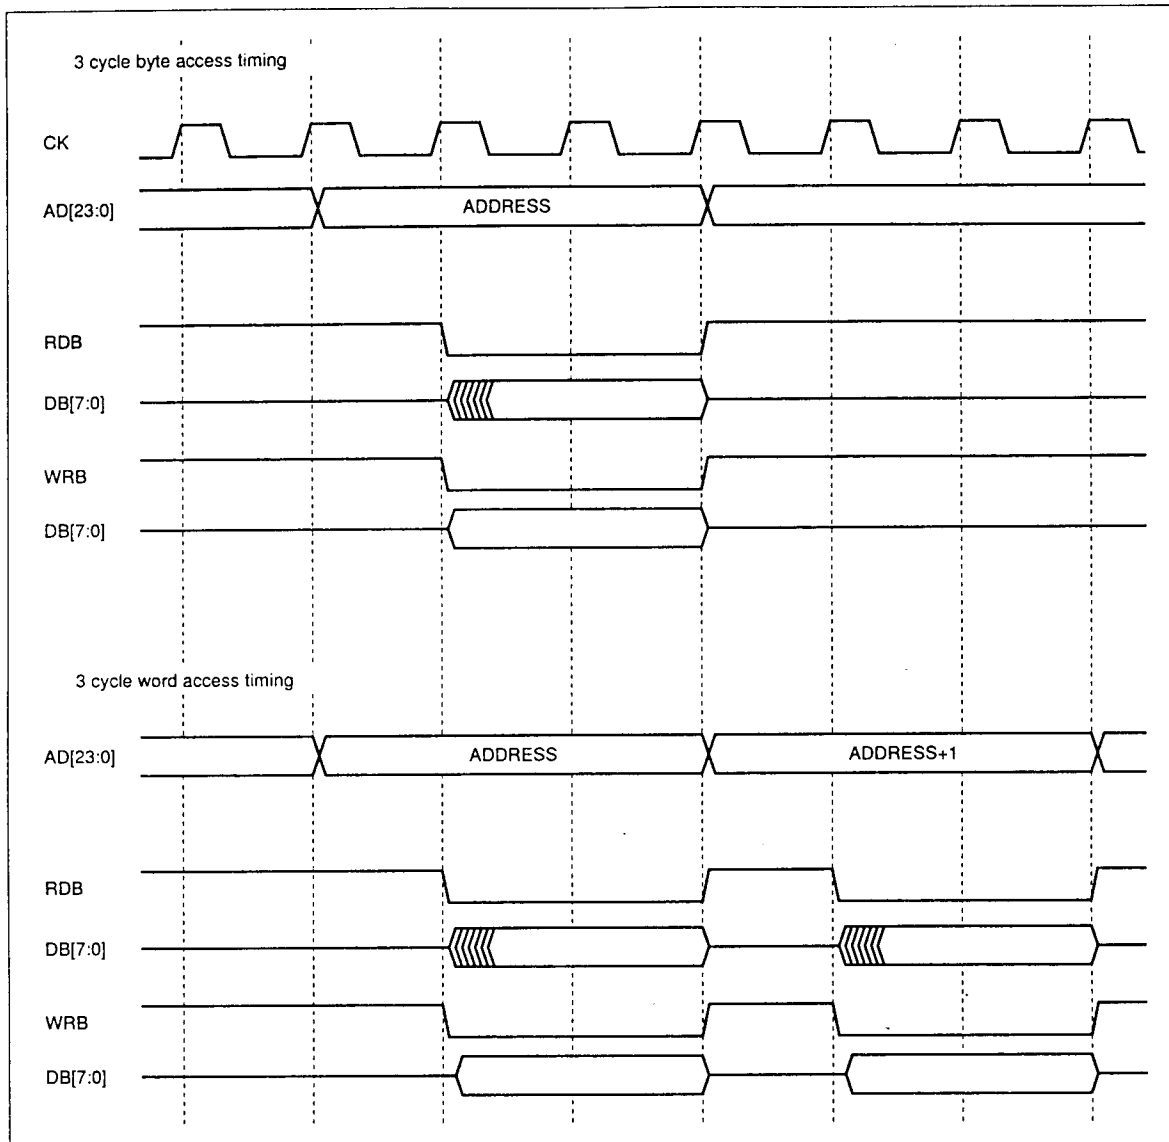 3 cycle byte access timing
CK
AD[23:0]
ADDRESS
RDB
DB[7:0]
WRB
DB[7:0]
3 cycle word access timing
AD[23:0]
ADDRESS
ADDRESS+1
RDB
DB[7:0]
WRB
DB[7:0]